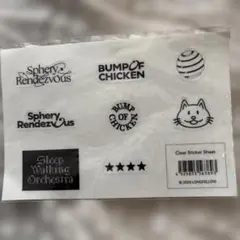 Sphery
Rendezvous
BUMP OF
CHICKEN
Sphery
Rendezvous
BUMP
OF
CHICKEN
Sleep
Walking
Orchestra
Clear Sticker Sheet